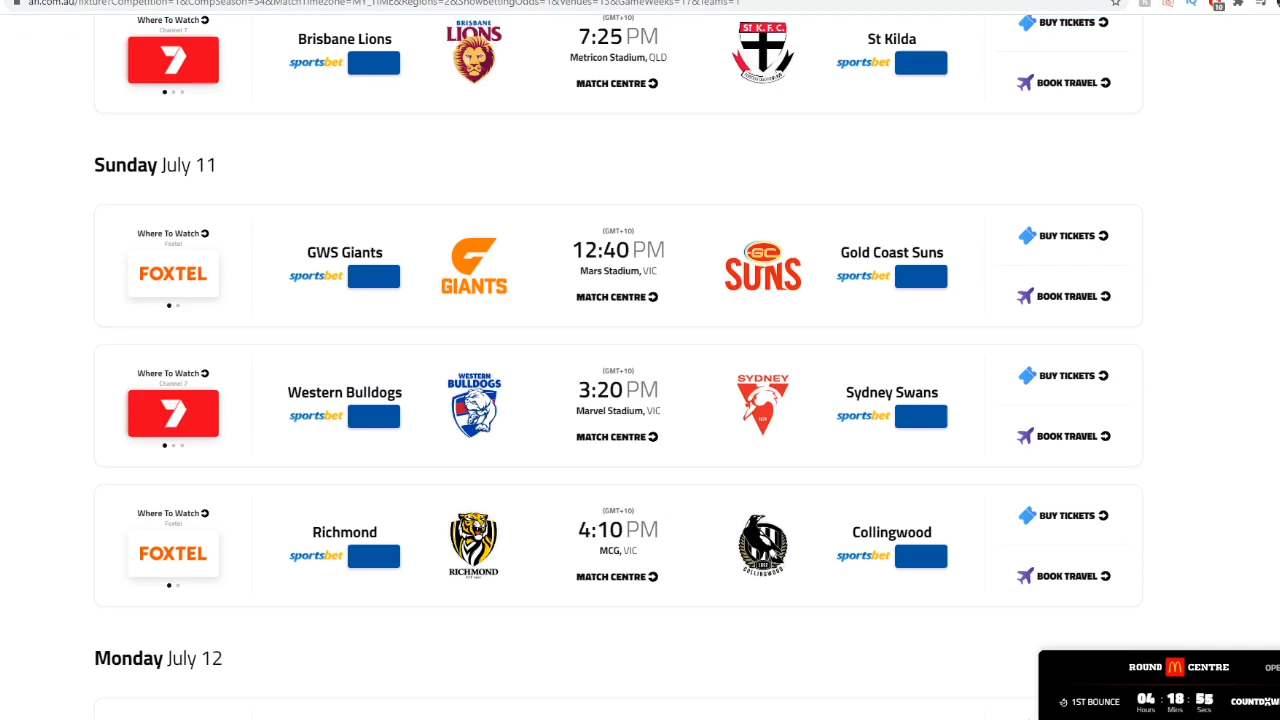 Where To Watch
(GMT+10)
BUY TICKETS
Channel 7
BRISBANE
LIONS
7:25 PM
St K.F.C.
Brisbane Lions
St Kilda
Metricon Stadium, QLD
sportsbet
sportsbet
MATCH CENTRE
BOOK TRAVEL
Sunday July 11
Where To Watch
Foxtel
FOXTEL
GWS Giants
sportsbet
GIANTS
(GMT+10)
12:40 PM
Mars Stadium, VIC
MATCH CENTRE
GC
SUNS
Gold Coast Suns
sportsbet
BUY TICKETS
BOOK TRAVEL
Where To Watch
Channel 7
7
Western Bulldogs
sportsbet
WESTERN
BULLDOGS
(GMT+10)
3:20 PM
Marvel Stadium, VIC
MATCH CENTRE
SYDNEY
Sydney Swans
sportsbet
BUY TICKETS
BOOK TRAVEL
Where To Watch
Foxtel
FOXTEL
Richmond
sportsbet
RICHMOND
(GMT+10)
4:10 PM
MCG, VIC
MATCH CENTRE
1892
COLLINGWOOD
Collingwood
sportsbet
BUY TICKETS
BOOK TRAVEL
Monday July 12
ROUND CENTRE
1ST BOUNCE
04 : 18 : 55
Hours Mins Secs